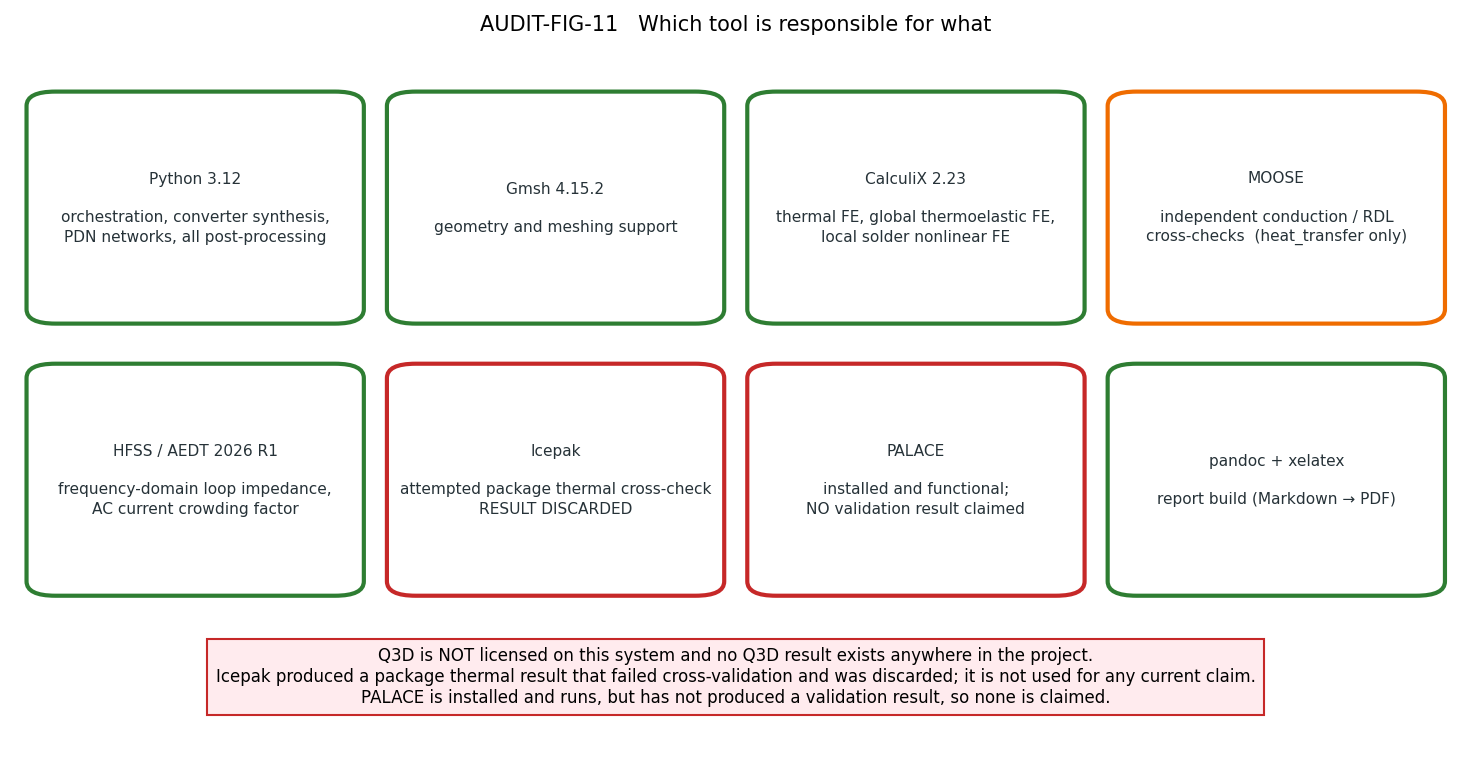 AUDIT-FIG-11   Which tool is responsible for what
Python 3.12
orchestration, converter synthesis,
PDN networks, all post-processing
Gmsh 4.15.2
geometry and meshing support
CalculiX 2.23
thermal FE, global thermoelastic FE,
local solder nonlinear FE
MOOSE
independent conduction / RDL
cross-checks  (heat_transfer only)
HFSS / AEDT 2026 R1
frequency-domain loop impedance,
AC current crowding factor
Icepak
attempted package thermal cross-check
RESULT DISCARDED
PALACE
installed and functional;
NO validation result claimed
pandoc + xelatex
report build (Markdown → PDF)
Q3D is NOT licensed on this system and no Q3D result exists anywhere in the project.
Icepak produced a package thermal result that failed cross-validation and was discarded; it is not used for any current claim.
PALACE is installed and runs, but has not produced a validation result, so none is claimed.